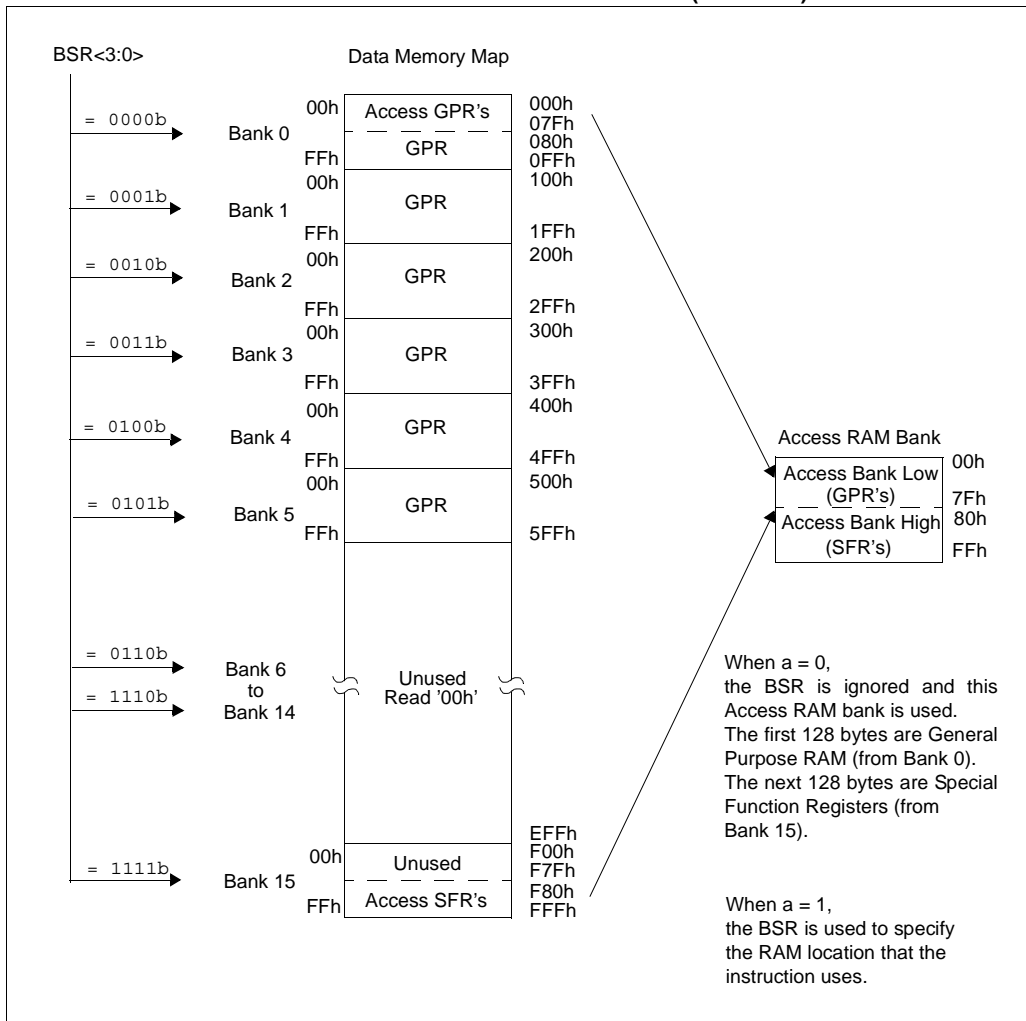 BSR<3:0>
Data Memory Map
= 0000b
Bank 0
00h
Access GPR's
000h
07Fh
FFh
GPR
080h
0FFh
= 0001b
Bank 1
00h
GPR
100h
FFh
1FFh
= 0010b
Bank 2
00h
GPR
200h
FFh
2FFh
= 0011b
Bank 3
00h
GPR
300h
FFh
3FFh
= 0100b
Bank 4
00h
GPR
400h
FFh
4FFh
= 0101b
Bank 5
00h
GPR
500h
FFh
5FFh
= 0110b
= 1110b
Bank 6
to
Bank 14
Unused
Read '00h'
EFFh
= 1111b
Bank 15
00h
Unused
F00h
F7Fh
FFh
Access SFR's
F80h
FFFh
Access RAM Bank
Access Bank Low
(GPR's)
00h
7Fh
Access Bank High
(SFR's)
80h
FFh
When a = 0,
the BSR is ignored and this
Access RAM bank is used.
The first 128 bytes are General
Purpose RAM (from Bank 0).
The next 128 bytes are Special
Function Registers (from
Bank 15).
When a = 1,
the BSR is used to specify
the RAM location that the
instruction uses.